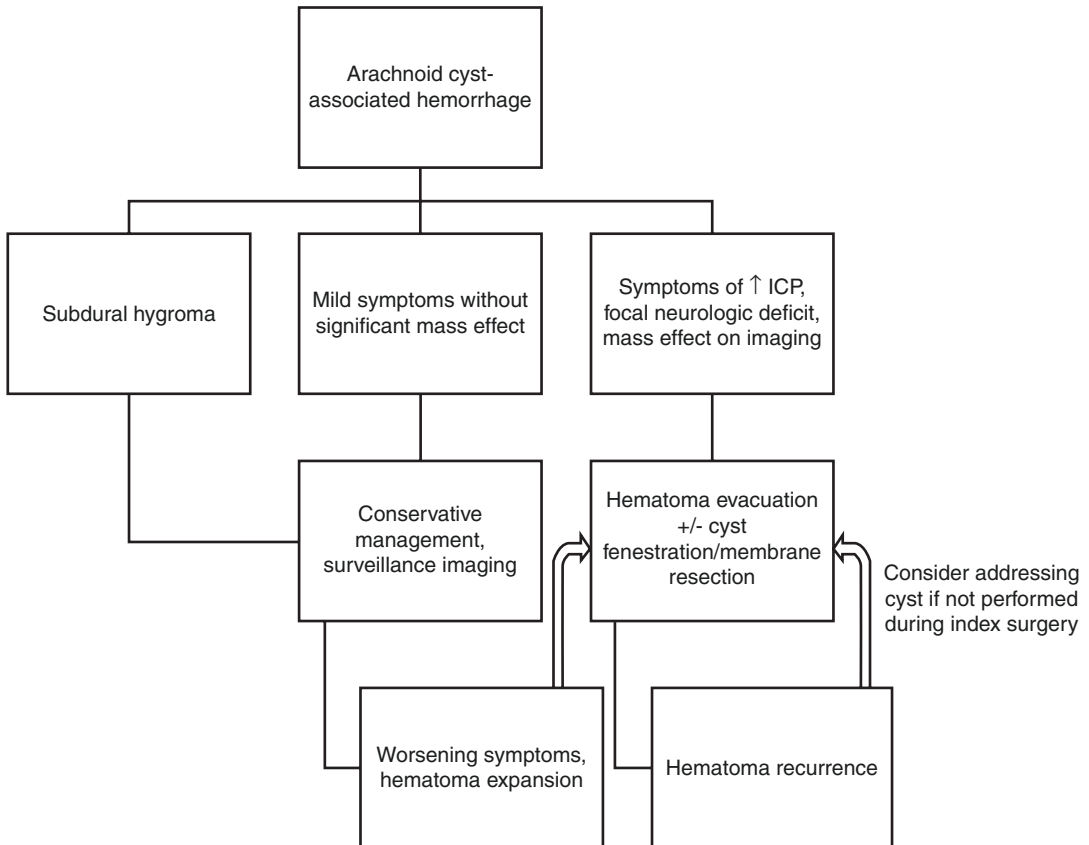 Arachnoid cyst-
associated hemorrhage
Subdural hygroma
Mild symptoms without
significant mass effect
Symptoms of ↑ ICP,
focal neurologic deficit,
mass effect on imaging
Conservative
management,
surveillance imaging
Hematoma evacuation
+/- cyst
fenestration/membrane
resection
Consider addressing
cyst if not performed
during index surgery
Worsening symptoms,
hematoma expansion
Hematoma recurrence